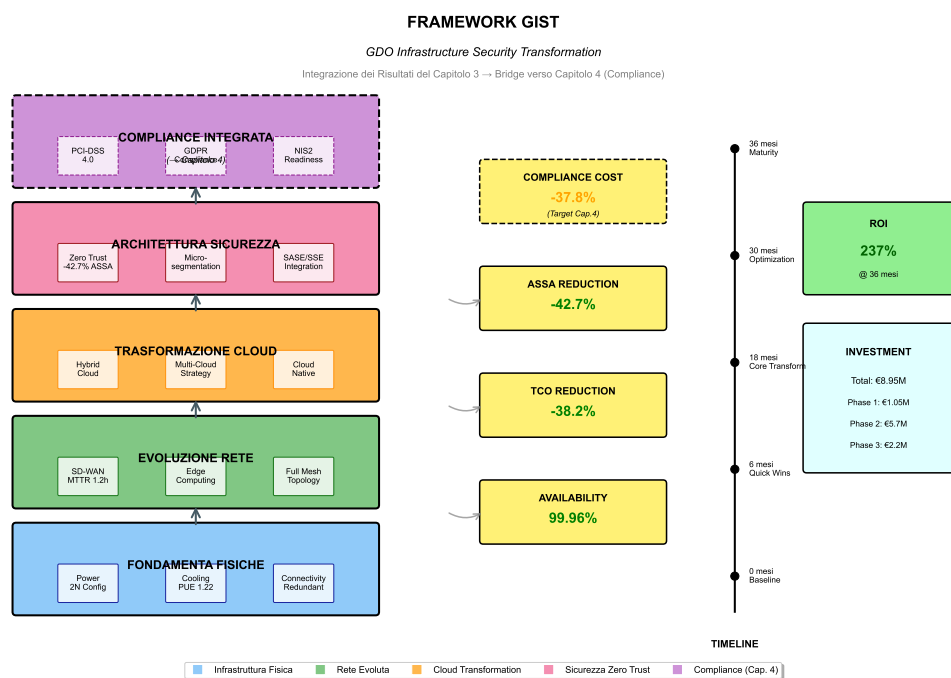 FRAMEWORK GIST
GDO Infrastructure Security Transformation
Integrazione dei Risultati del Capitolo 3 → Bridge verso Capitolo 4 (Compliance)
COMPLIANCE INTEGRATA
PCI-DSS
4.0
GDPR
(→ Capitolo 4)
NIS2
Readiness
ARCHITETTURA SICUREZZA
Zero Trust
-42.7% ASSA
Micro-
segmentation
SASE/SSE
Integration
TRASFORMAZIONE CLOUD
Hybrid
Cloud
Multi-Cloud
Strategy
Cloud
Native
EVOLUZIONE RETE
SD-WAN
MTTR 1.2h
Edge
Computing
Full Mesh
Topology
FONDAMENTA FISICHE
Power
2N Config
Cooling
PUE 1.22
Connectivity
Redundant
COMPLIANCE COST
-37.8%
(Target Cap.4)
ASSA REDUCTION
-42.7%
TCO REDUCTION
-38.2%
AVAILABILITY
99.96%
36 mesi
Maturity
30 mesi
Optimization
18 mesi
Core Transform
6 mesi
Quick Wins
0 mesi
Baseline
TIMELINE
ROI
237%
@ 36 mesi
INVESTMENT
Total: €8.95M
Phase 1: €1.05M
Phase 2: €5.7M
Phase 3: €2.2M
Infrastruttura Fisica
Rete Evoluta
Cloud Transformation
Sicurezza Zero Trust
Compliance (Cap. 4)